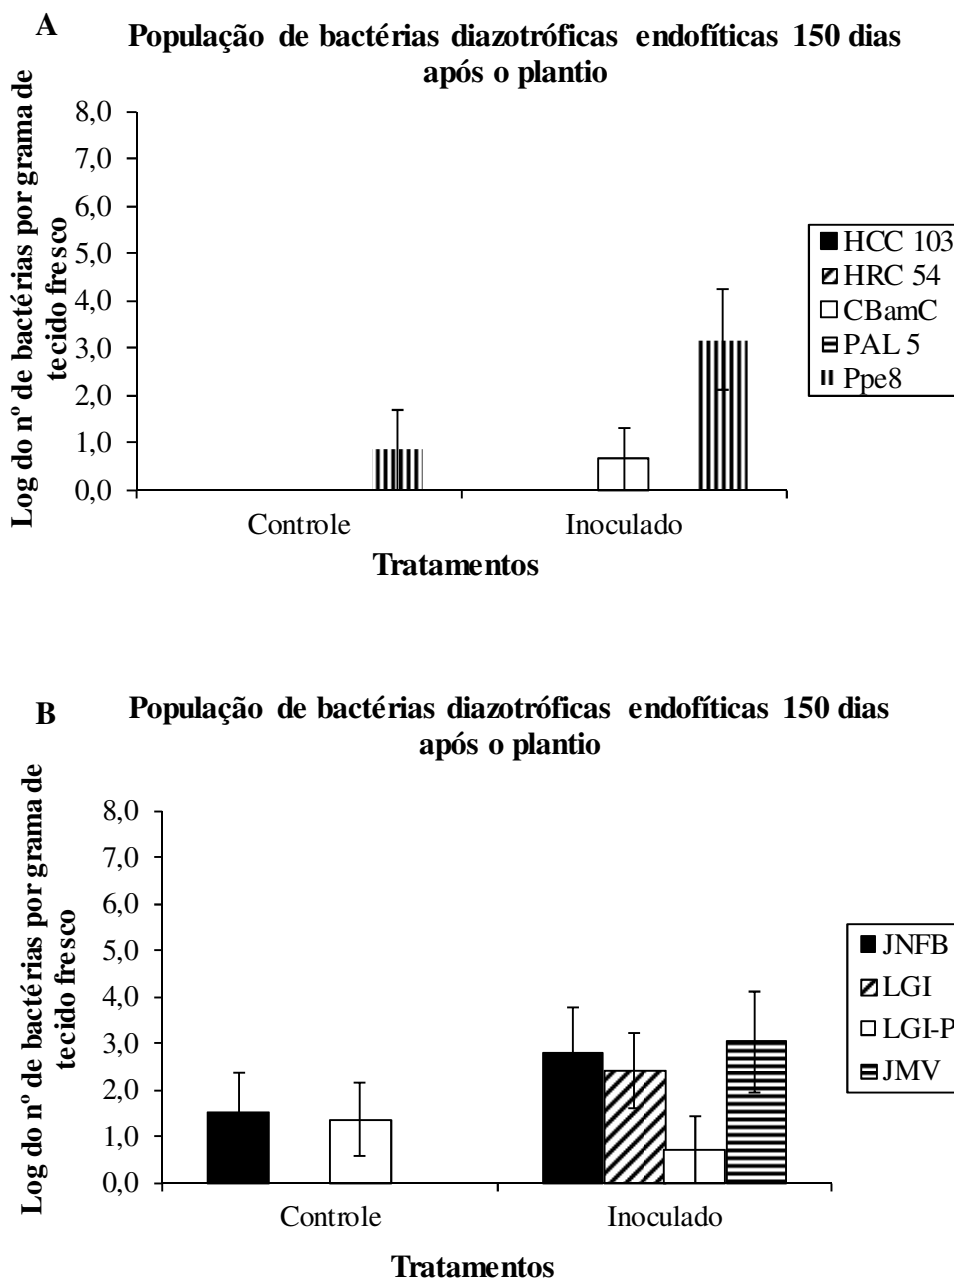 A
População de bactérias diazotróficas endofíticas 150 dias
após o plantio
Log do nº de bactérias por grama de
tecido fresco
8,0
7,0
6,0
5,0
4,0
3,0
2,0
1,0
0,0
Controle
Inoculado
Tratamentos
HCC 103
HRC 54
CBamC
PAL 5
Ppe8
B
População de bactérias diazotróficas endofíticas 150 dias
após o plantio
Log do nº de bactérias por grama de
tecido fresco
8,0
7,0
6,0
5,0
4,0
3,0
2,0
1,0
0,0
Controle
Inoculado
Tratamentos
JNFB
LGI
LGI-P
JMV